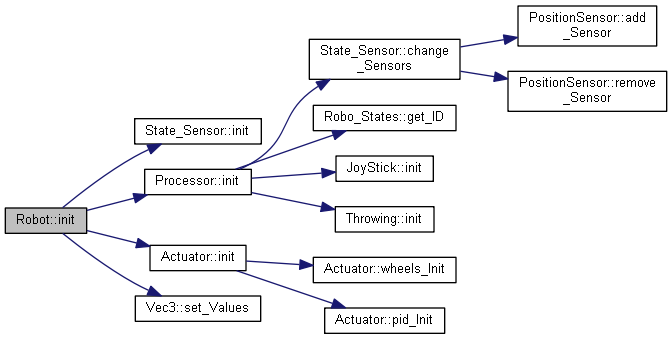 PositionSensor::add
_Sensor
State_Sensor::change
_Sensors
PositionSensor::remove
_Sensor
Robo_States::get_ID
State_Sensor::init
JoyStick::init
Processor::init
Throwing::init
Robot::init
Actuator::init
Actuator::wheels_Init
Vec3::set_Values
Actuator::pid_Init